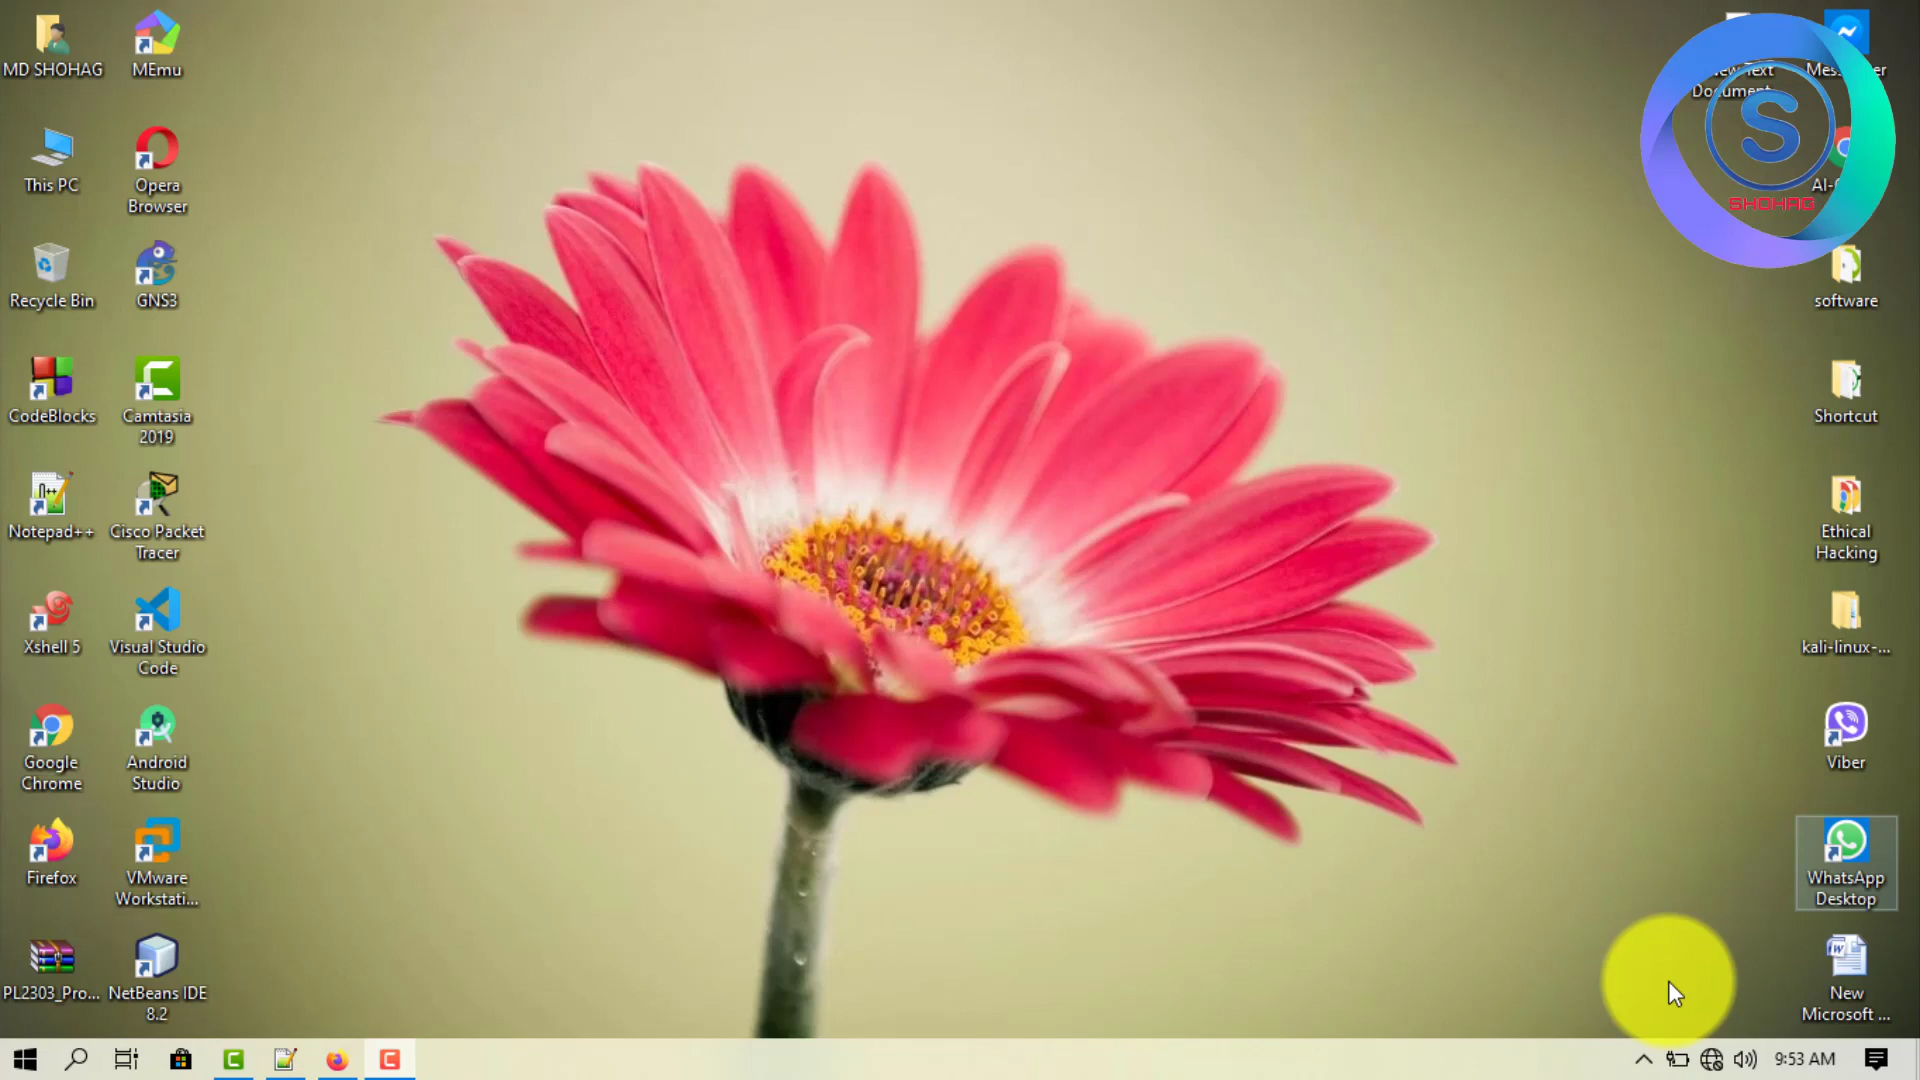 MD SHOHAG
MEmu
This PC
Opera
Browser
Recycle Bin
GNS3
CodeBlocks
Camtasia
2019
Notepad++
Cisco Packet
Tracer
Xshell 5
Visual Studio
Code
Google
Chrome
Android
Studio
Firefox
VMware
Workstati...
PL2303_Pro...
NetBeans IDE
8.2
Text
Document
S
SHOHAG
software
Shortcut
Ethical
Hacking
kali-linux-...
Viber
WhatsApp
Desktop
New
Microsoft ...
9:53 AM